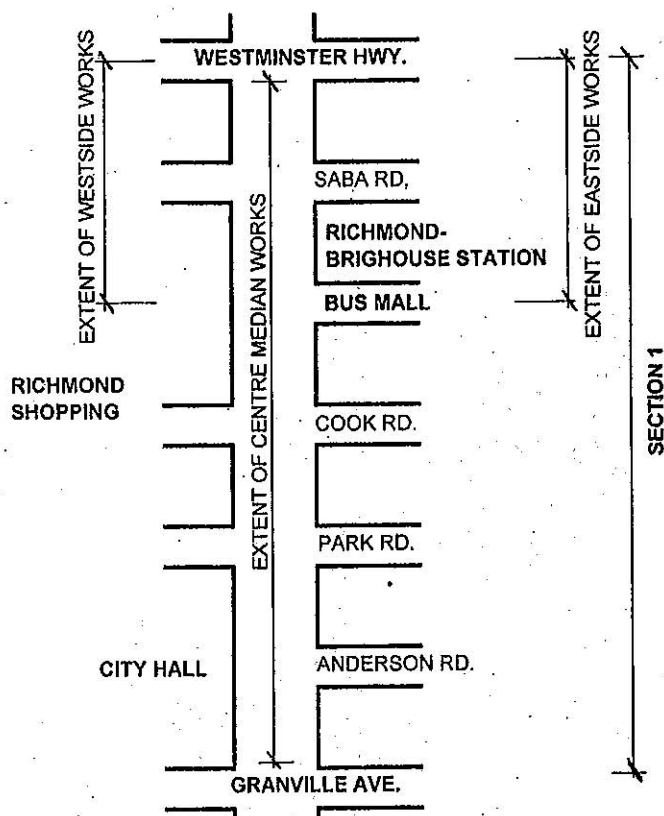 WESTMINSTER HWY.
EXTENT OF WESTSIDE WORKS
EXTENT OF CENTRE MEDIAN WORKS
EXTENT OF EASTSIDE WORKS
SABA RD,
RICHMOND-
BRIGHOUSE STATION
BUS MALL
SECTION 1
RICHMOND
SHOPPING
COOK RD.
PARK RD.
CITY HALL
ANDERSON RD.
GRANVILLE AVE.